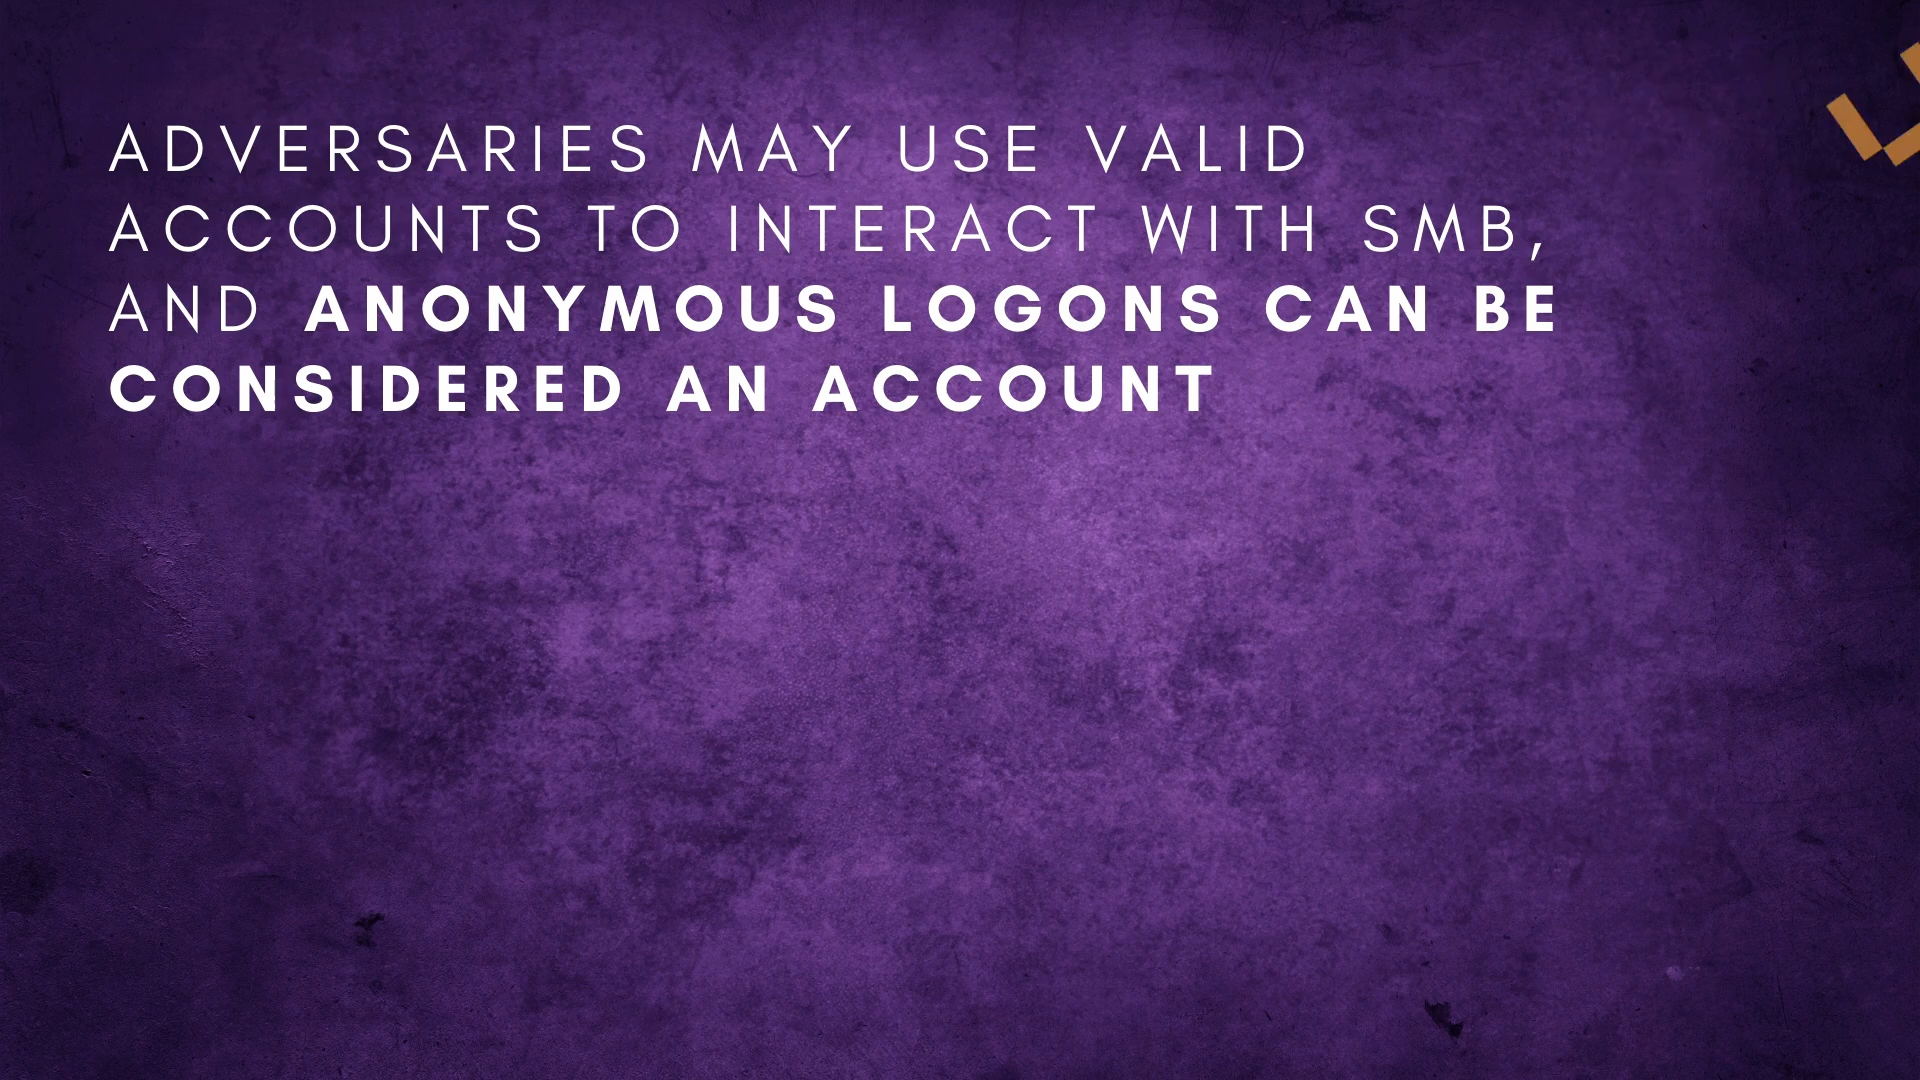 ADVERSARIES MAY USE VALID
ACCOUNTS TO INTERACT WITH SMB,
AND ANONYMOUS LOGONS CAN BE
CONSIDERED AN ACCOUNT